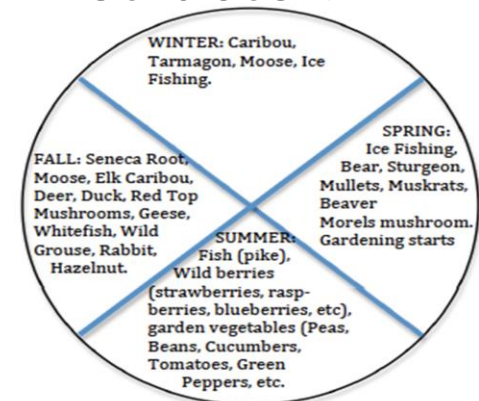 WINTER: Caribou,
Tarmagon, Moose, Ice
Fishing.
SPRING:
Ice Fishing,
Bear, Sturgeon,
Mullets, Muskrats,
Beaver
Morels mushroom.
Gardening starts
FALL: Seneca Root,
Moose, Elk Caribou,
Deer, Duck, Red Top
Mushrooms, Geese,
Whitefish, Wild
Grouse, Rabbit,
Hazelnut.
SUMMER:
Fish (pike),
Wild berries
(strawberries, rasp-
berries, blueberries, etc),
garden vegetables (Peas,
Beans, Cucumbers,
Tomatoes, Green
Peppers, etc.